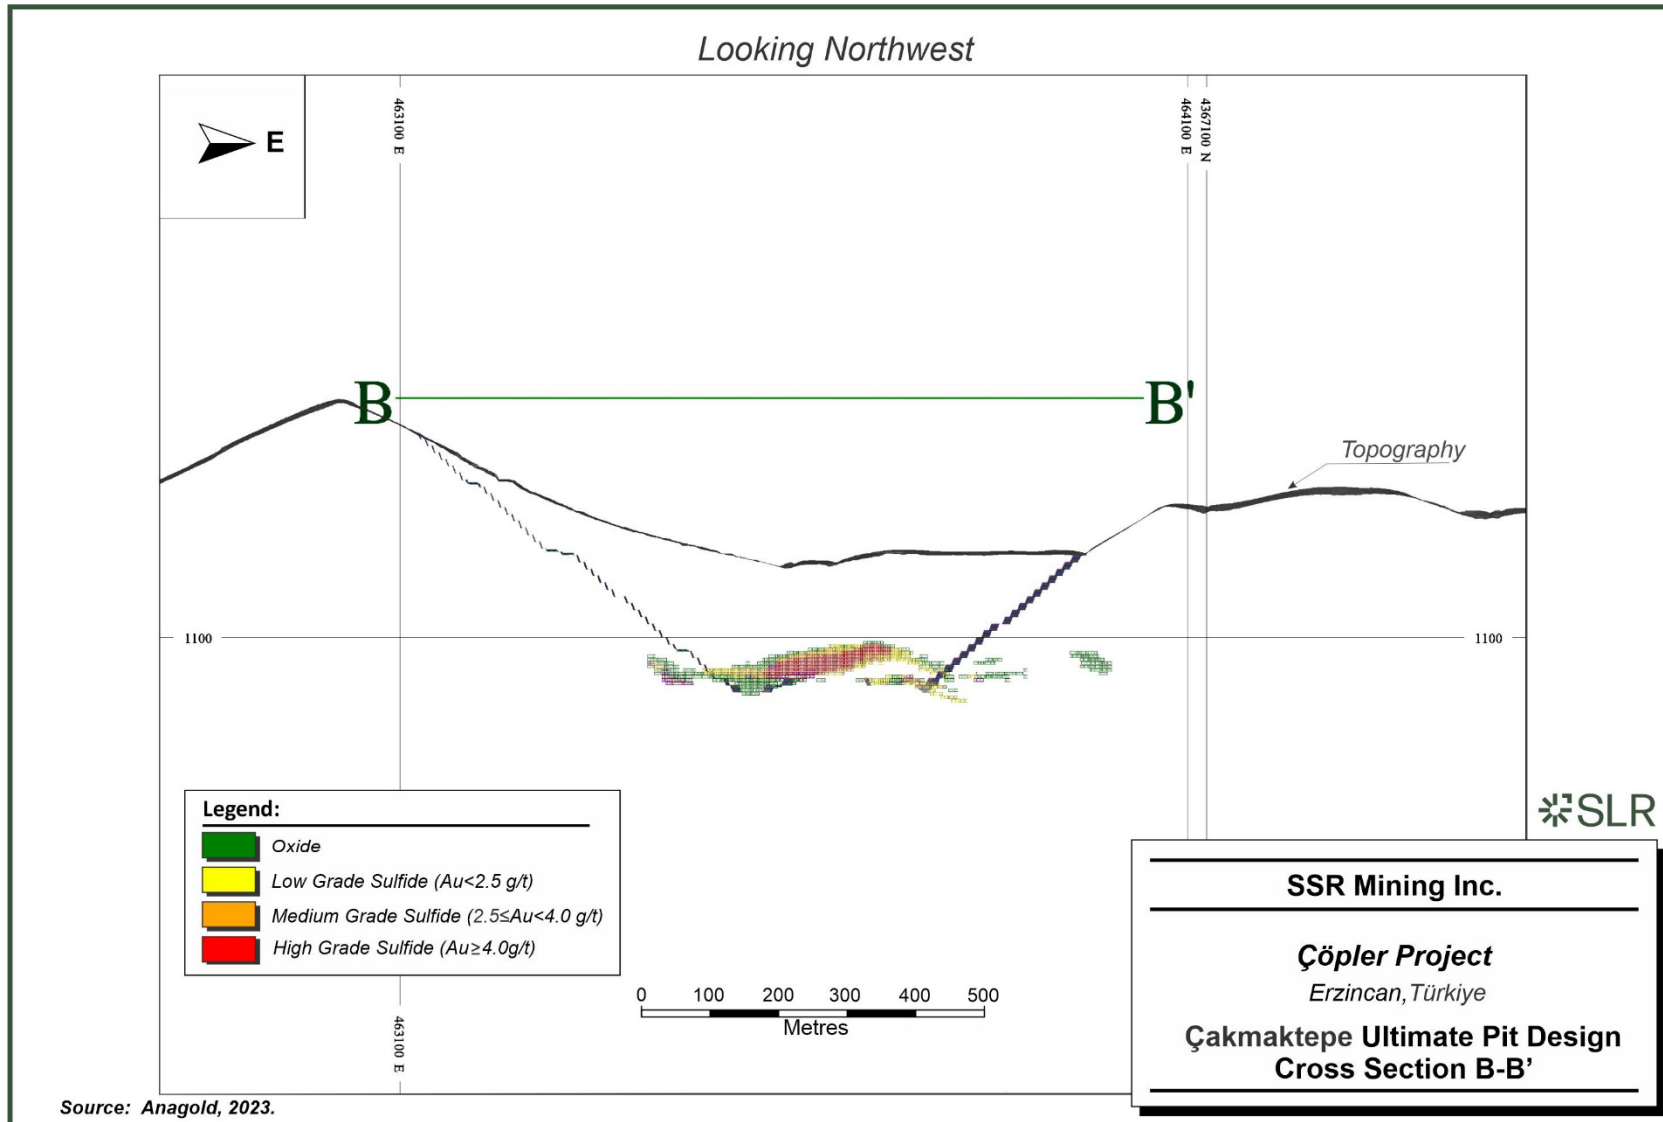 Looking Northwest
E
463100 E
464100 E
4367100 N
B
B'
Topography
1100
1100
Legend:
Oxide
Low Grade Sulfide (Au<2.5 g/t)
Medium Grade Sulfide (2.5≤Au<4.0 g/t)
High Grade Sulfide (Au≥4.0g/t)
463100 E
0 100 200 300 400 500
Metres
SLR
SSR Mining Inc.
Çöpler Project
Erzincan,Türkiye
Çakmaktepe Ultimate Pit Design
Cross Section B-B’
Source: Anagold, 2023.